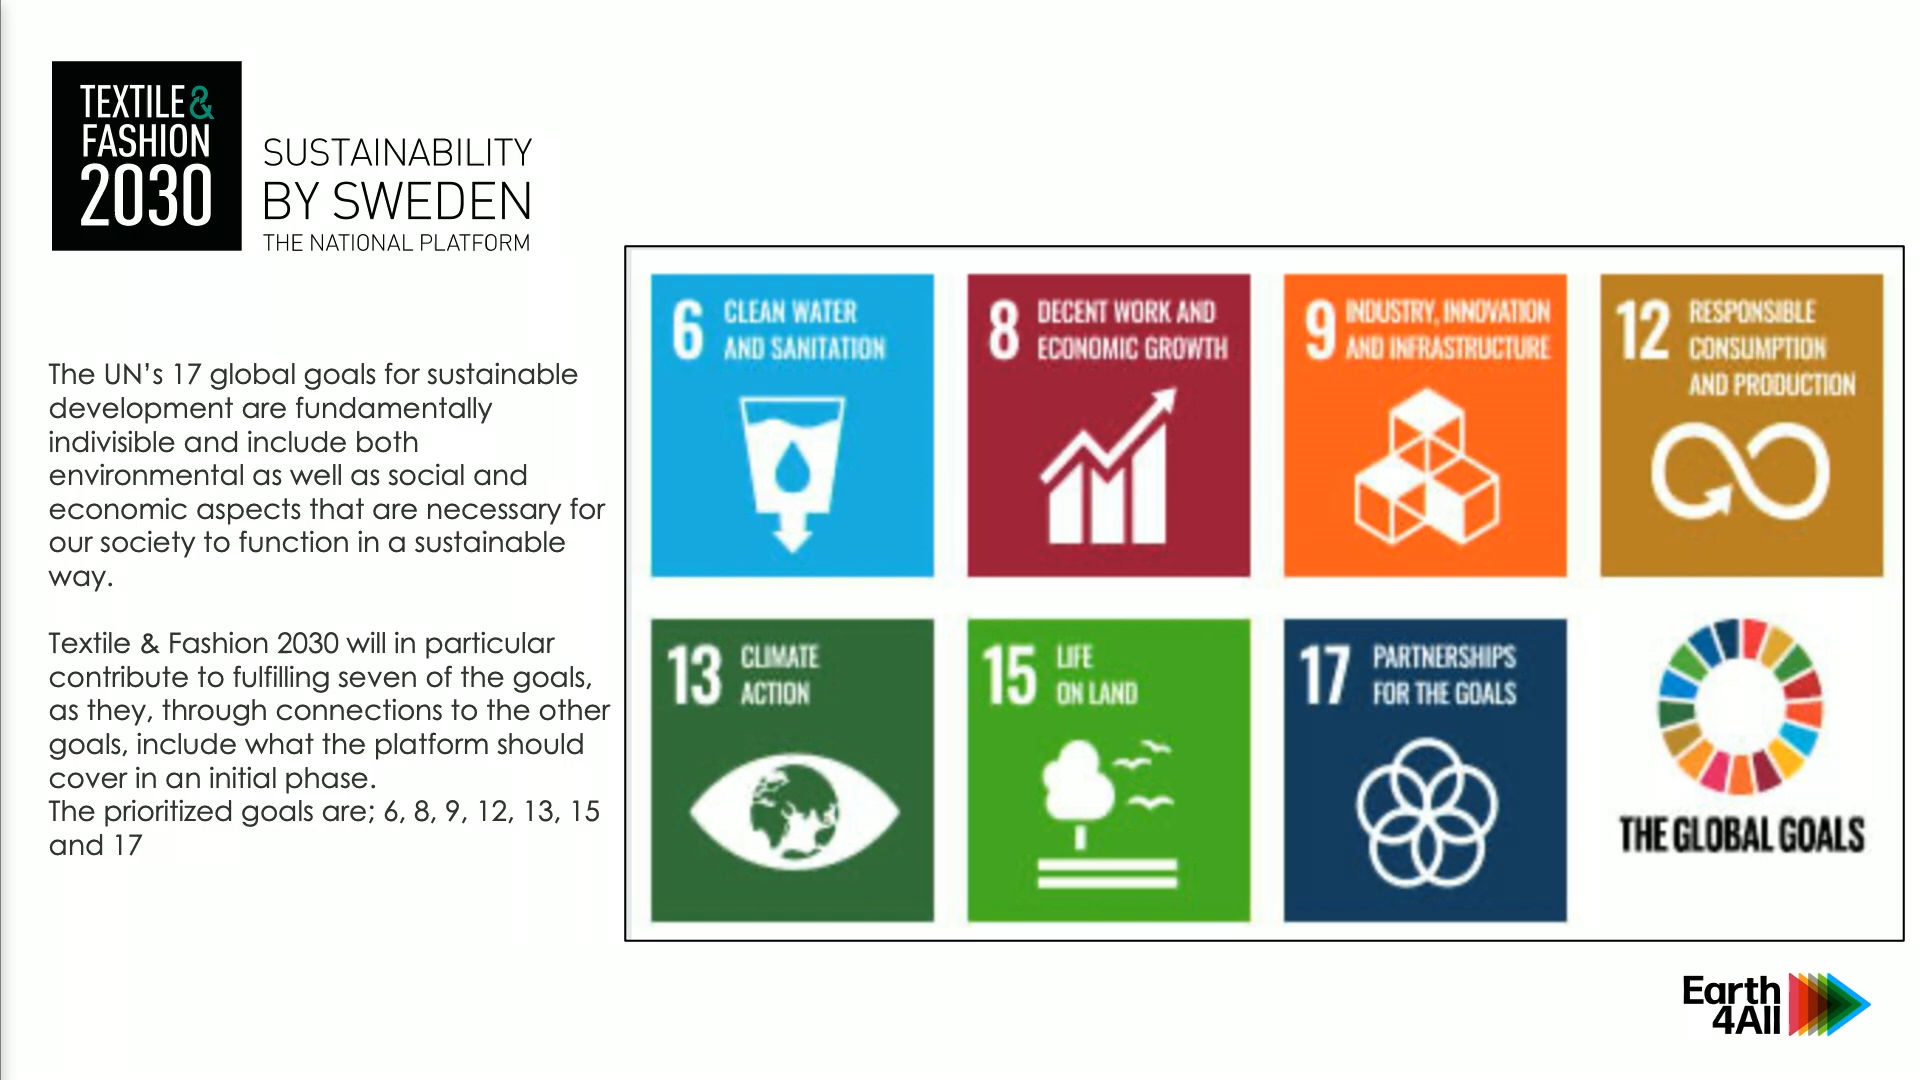 TEXTILE &
FASHION
2030
SUSTAINABILITY
BY SWEDEN
THE NATIONAL PLATFORM
The UN’s 17 global goals for sustainable
development are fundamentally
indivisible and include both
environmental as well as social and
economic aspects that are necessary for
our society to function in a sustainable
way.
Textile & Fashion 2030 will in particular
contribute to fulfilling seven of the goals,
as they, through connections to the other
goals, include what the platform should
cover in an initial phase.
The prioritized goals are; 6, 8, 9, 12, 13, 15
and 17
6 CLEAN WATER
AND SANITATION
8 DECENT WORK AND
ECONOMIC GROWTH
9 INDUSTRY, INNOVATION
AND INFRASTRUCTURE
12 RESPONSIBLE
CONSUMPTION
AND PRODUCTION
13 CLIMATE
ACTION
15 LIFE
ON LAND
17 PARTNERSHIPS
FOR THE GOALS
THE GLOBAL GOALS
Earth
4All